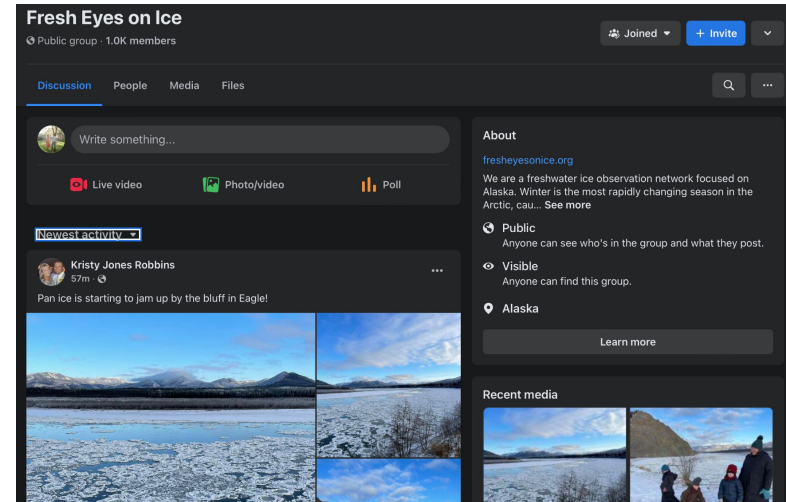 Fresh Eyes on Ice
Public group · 1.0K members
Joined
+ Invite
Discussion
People
Media
Files
Write something...
Live video
Photo/video
Poll
Newest activity
Kristy Jones Robbins
57m ·
Pan ice is starting to jam up by the bluff in Eagle!
About
fresheyesonice.org
We are a freshwater ice observation network focused on
Alaska. Winter is the most rapidly changing season in the
Arctic, cau... See more
Public
Anyone can see who's in the group and what they post.
Visible
Anyone can find this group.
Alaska
Learn more
Recent media